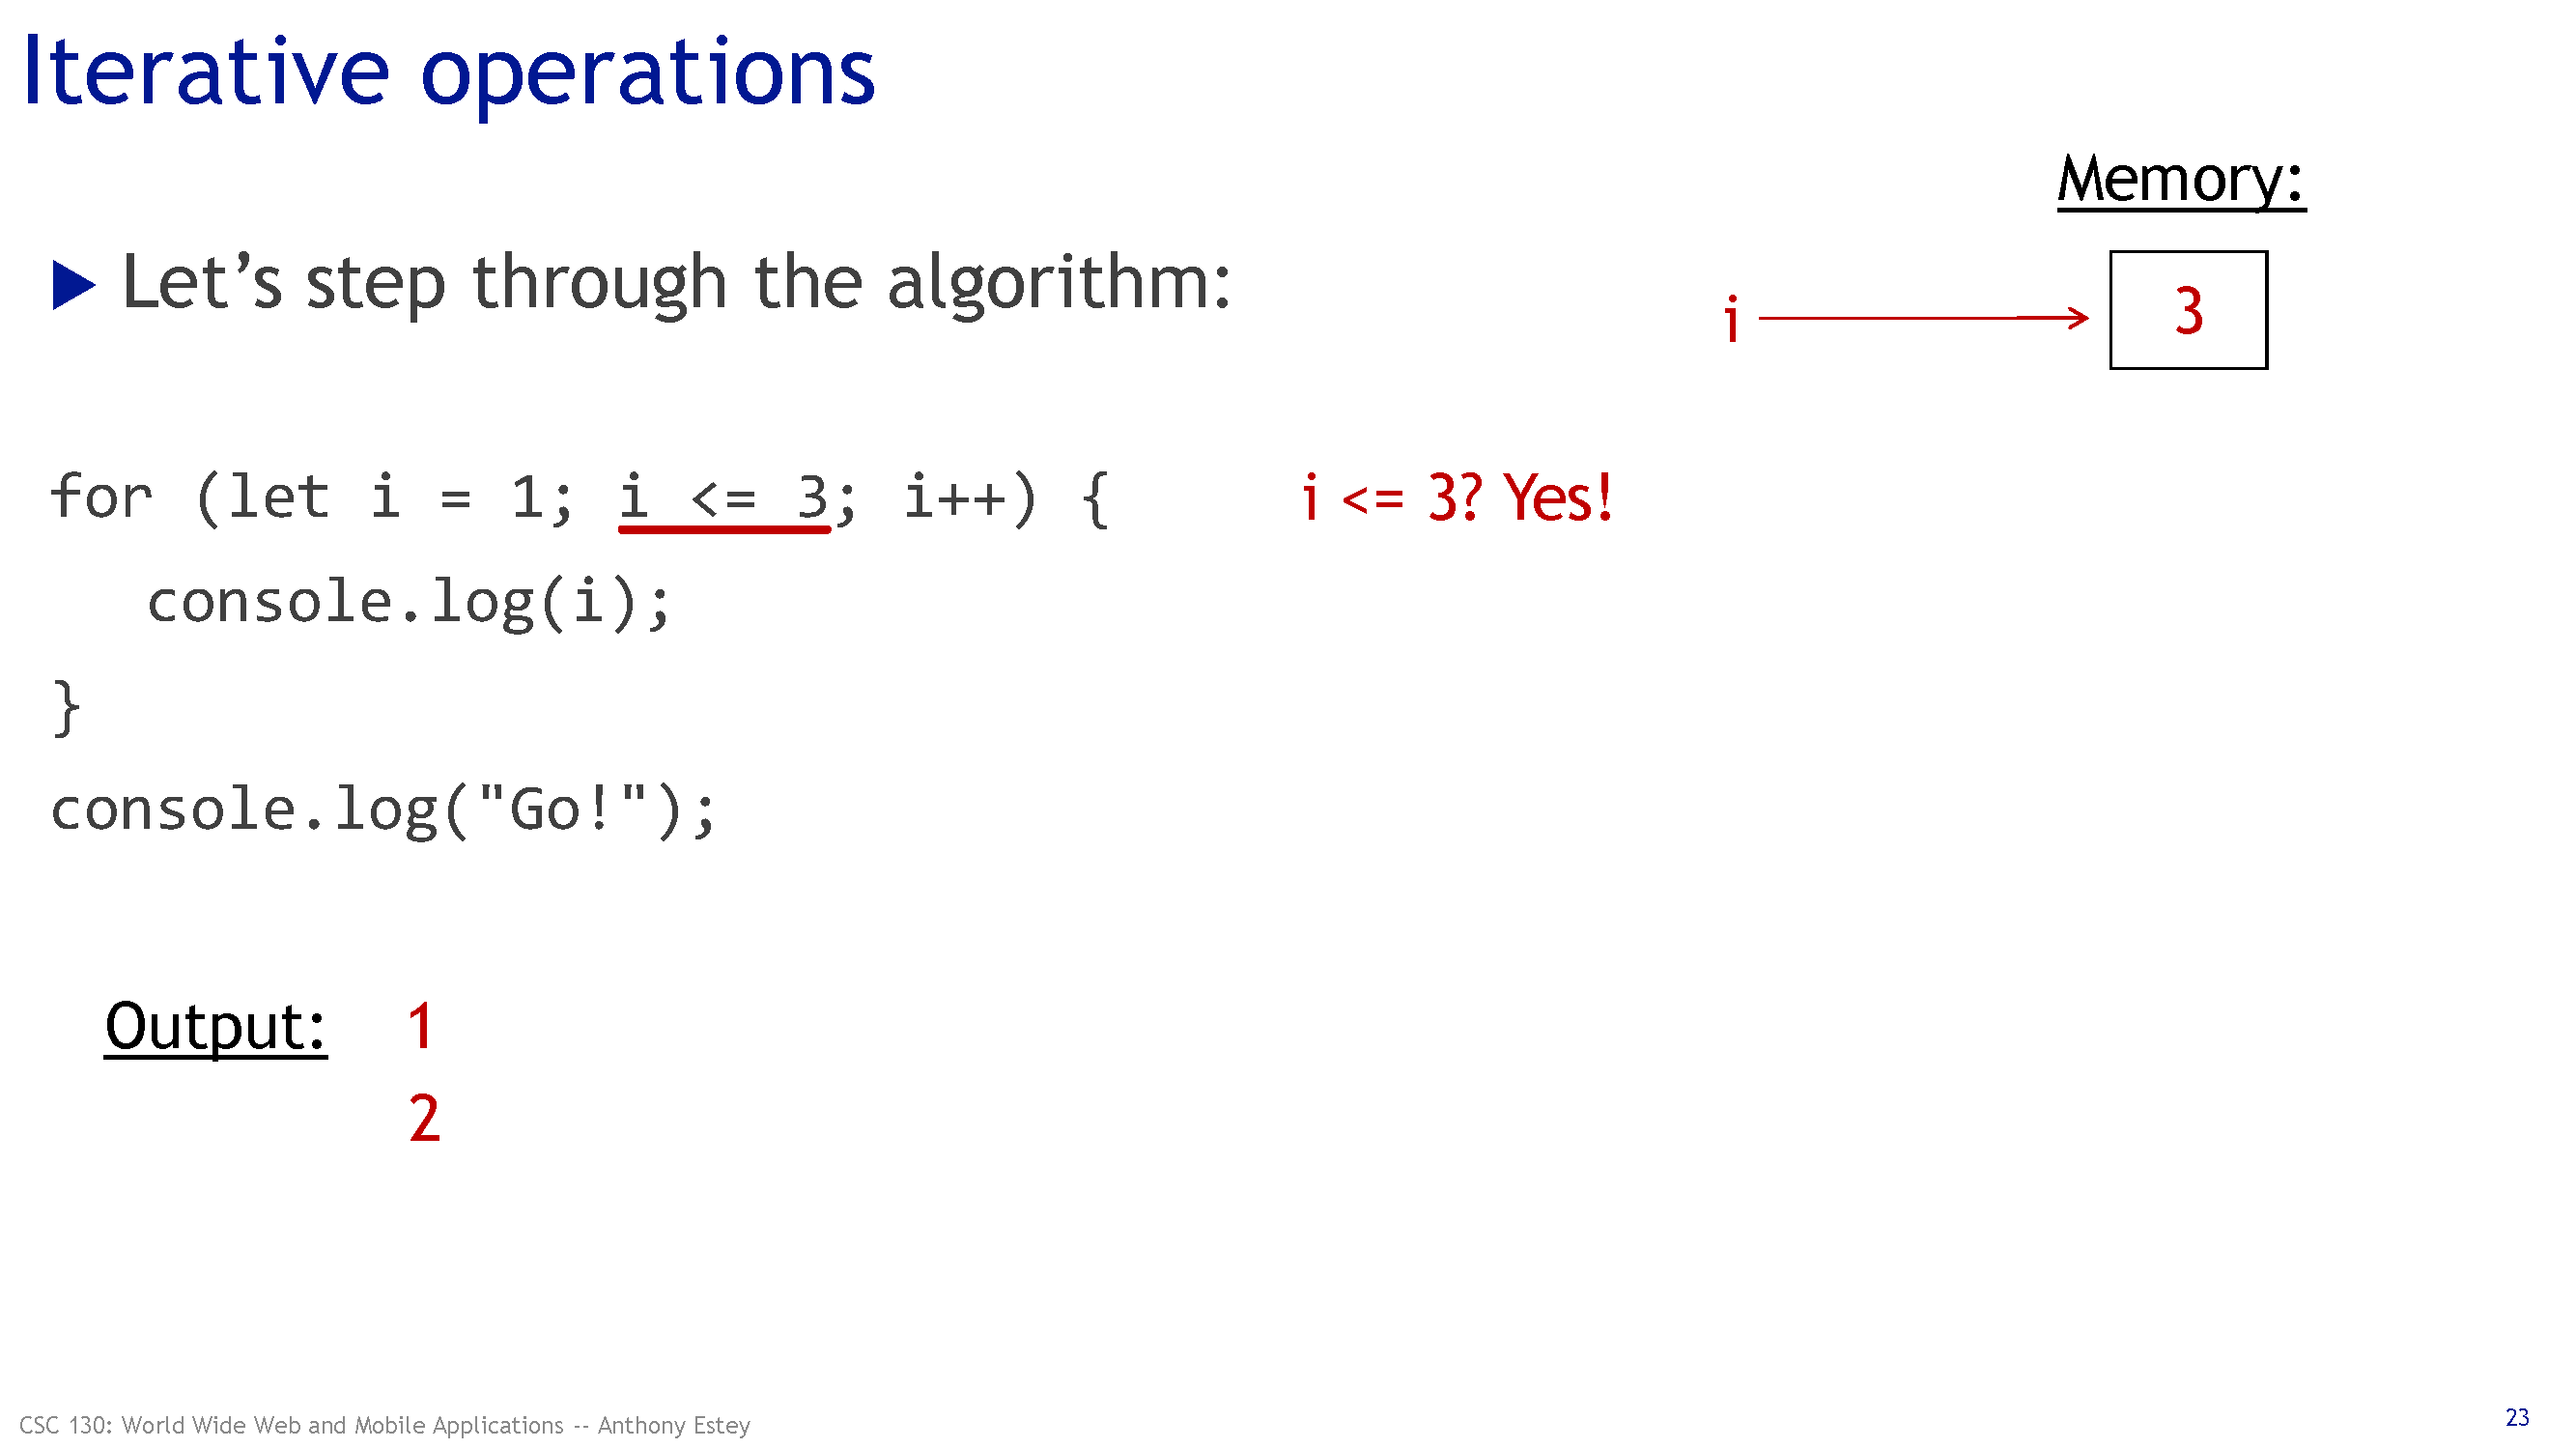 Iterative operations
Memory:
Let’s step through the algorithm:
i
3
for (let i = 1; i <= 3; i++) {
i <= 3? Yes!
console.log(i);
}
console.log("Go!");
Output:
1
2
CSC 130: World Wide Web and Mobile Applications -- Anthony Estey
23